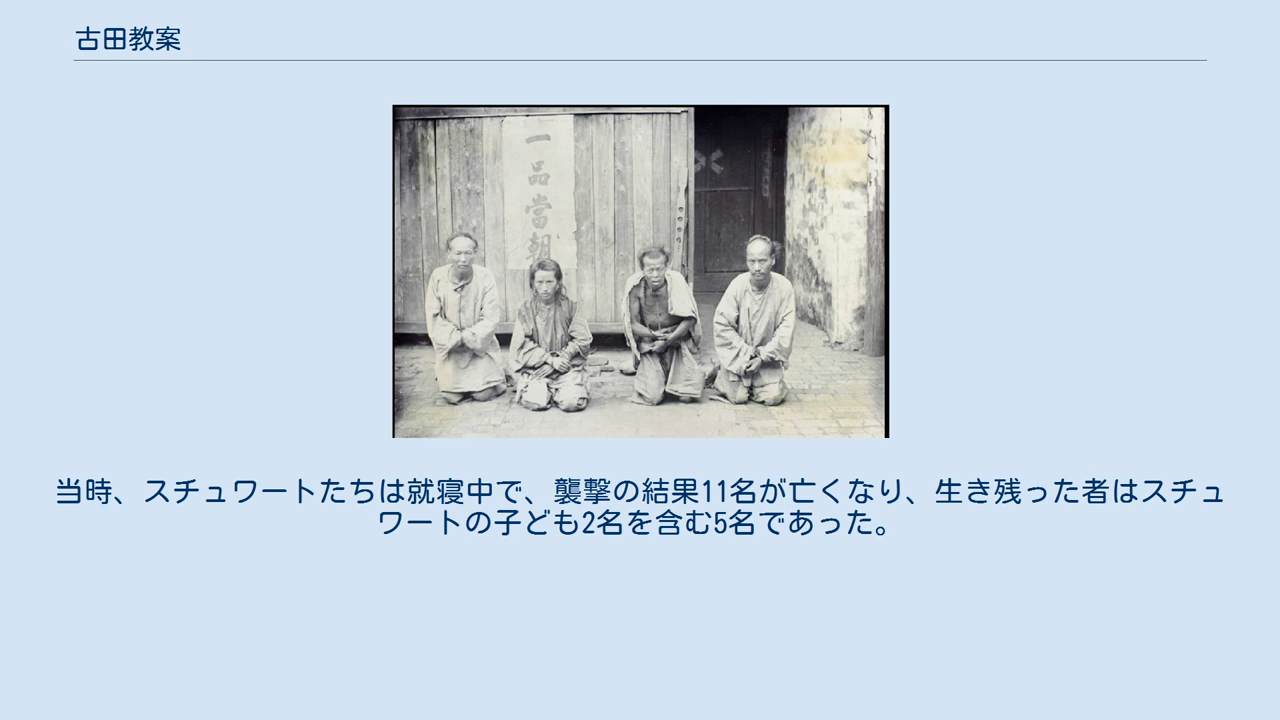 古田教案
一品當朝
当時、スチュワートたちは就寝中で、襲撃の結果11名が亡くなり、生き残った者はスチュ
ワートの子ども2名を含む5名であった。